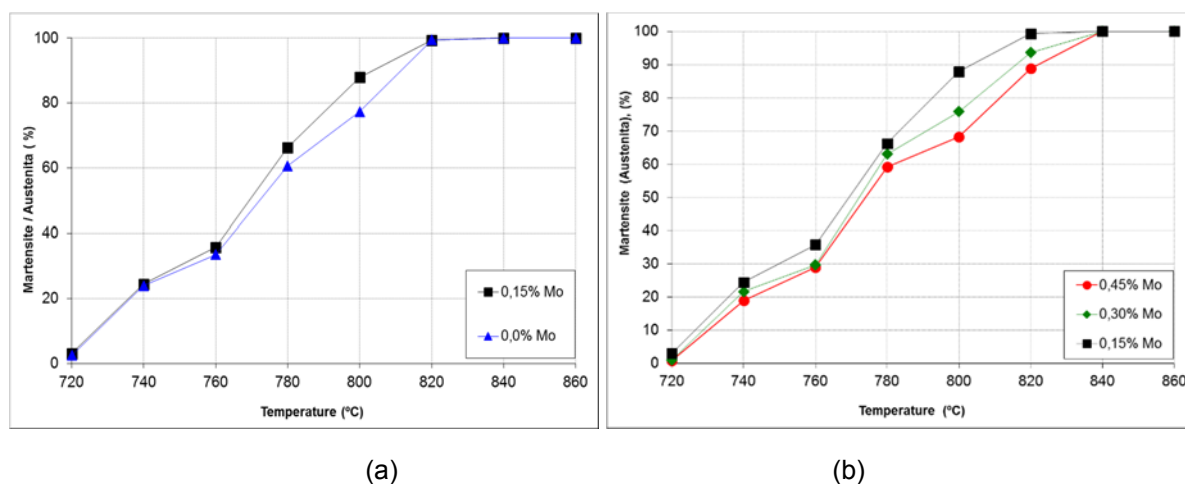 100
80
60
40
20
0
Martensite / Austenita ( %)
720 740 760 780 800 820 840 860
Temperature (ºC)
0,15% Mo
0,0% Mo
(a)
100
90
80
70
60
50
40
30
20
10
0
Martensite (Austenita), (%)
720 740 760 780 800 820 840 860
Temperature (ºC)
0,45% Mo
0,30% Mo
0,15% Mo
(b)